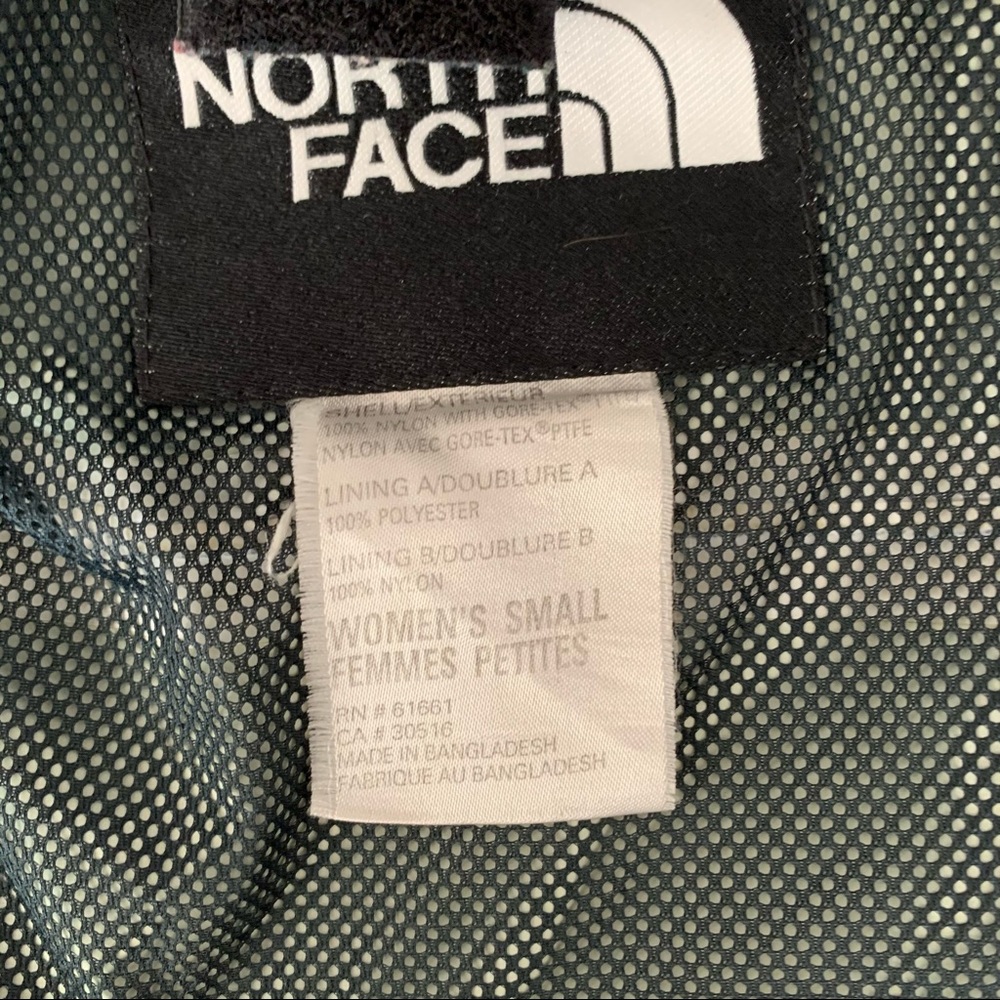 NORTH
FACE
SHELL/EXTERIEUR
100% NYLON WITH GORE-TEX®
NYLON AVEC GORE-TEX®PTFE
LINING A/DOUBLURE A
100% POLYESTER
LINING B/DOUBLURE B
100% NYLON
WOMEN'S SMALL
FEMMES PETITES
RN # 61661
CA # 30516
MADE IN BANGLADESH
FABRIQUE AU BANGLADESH